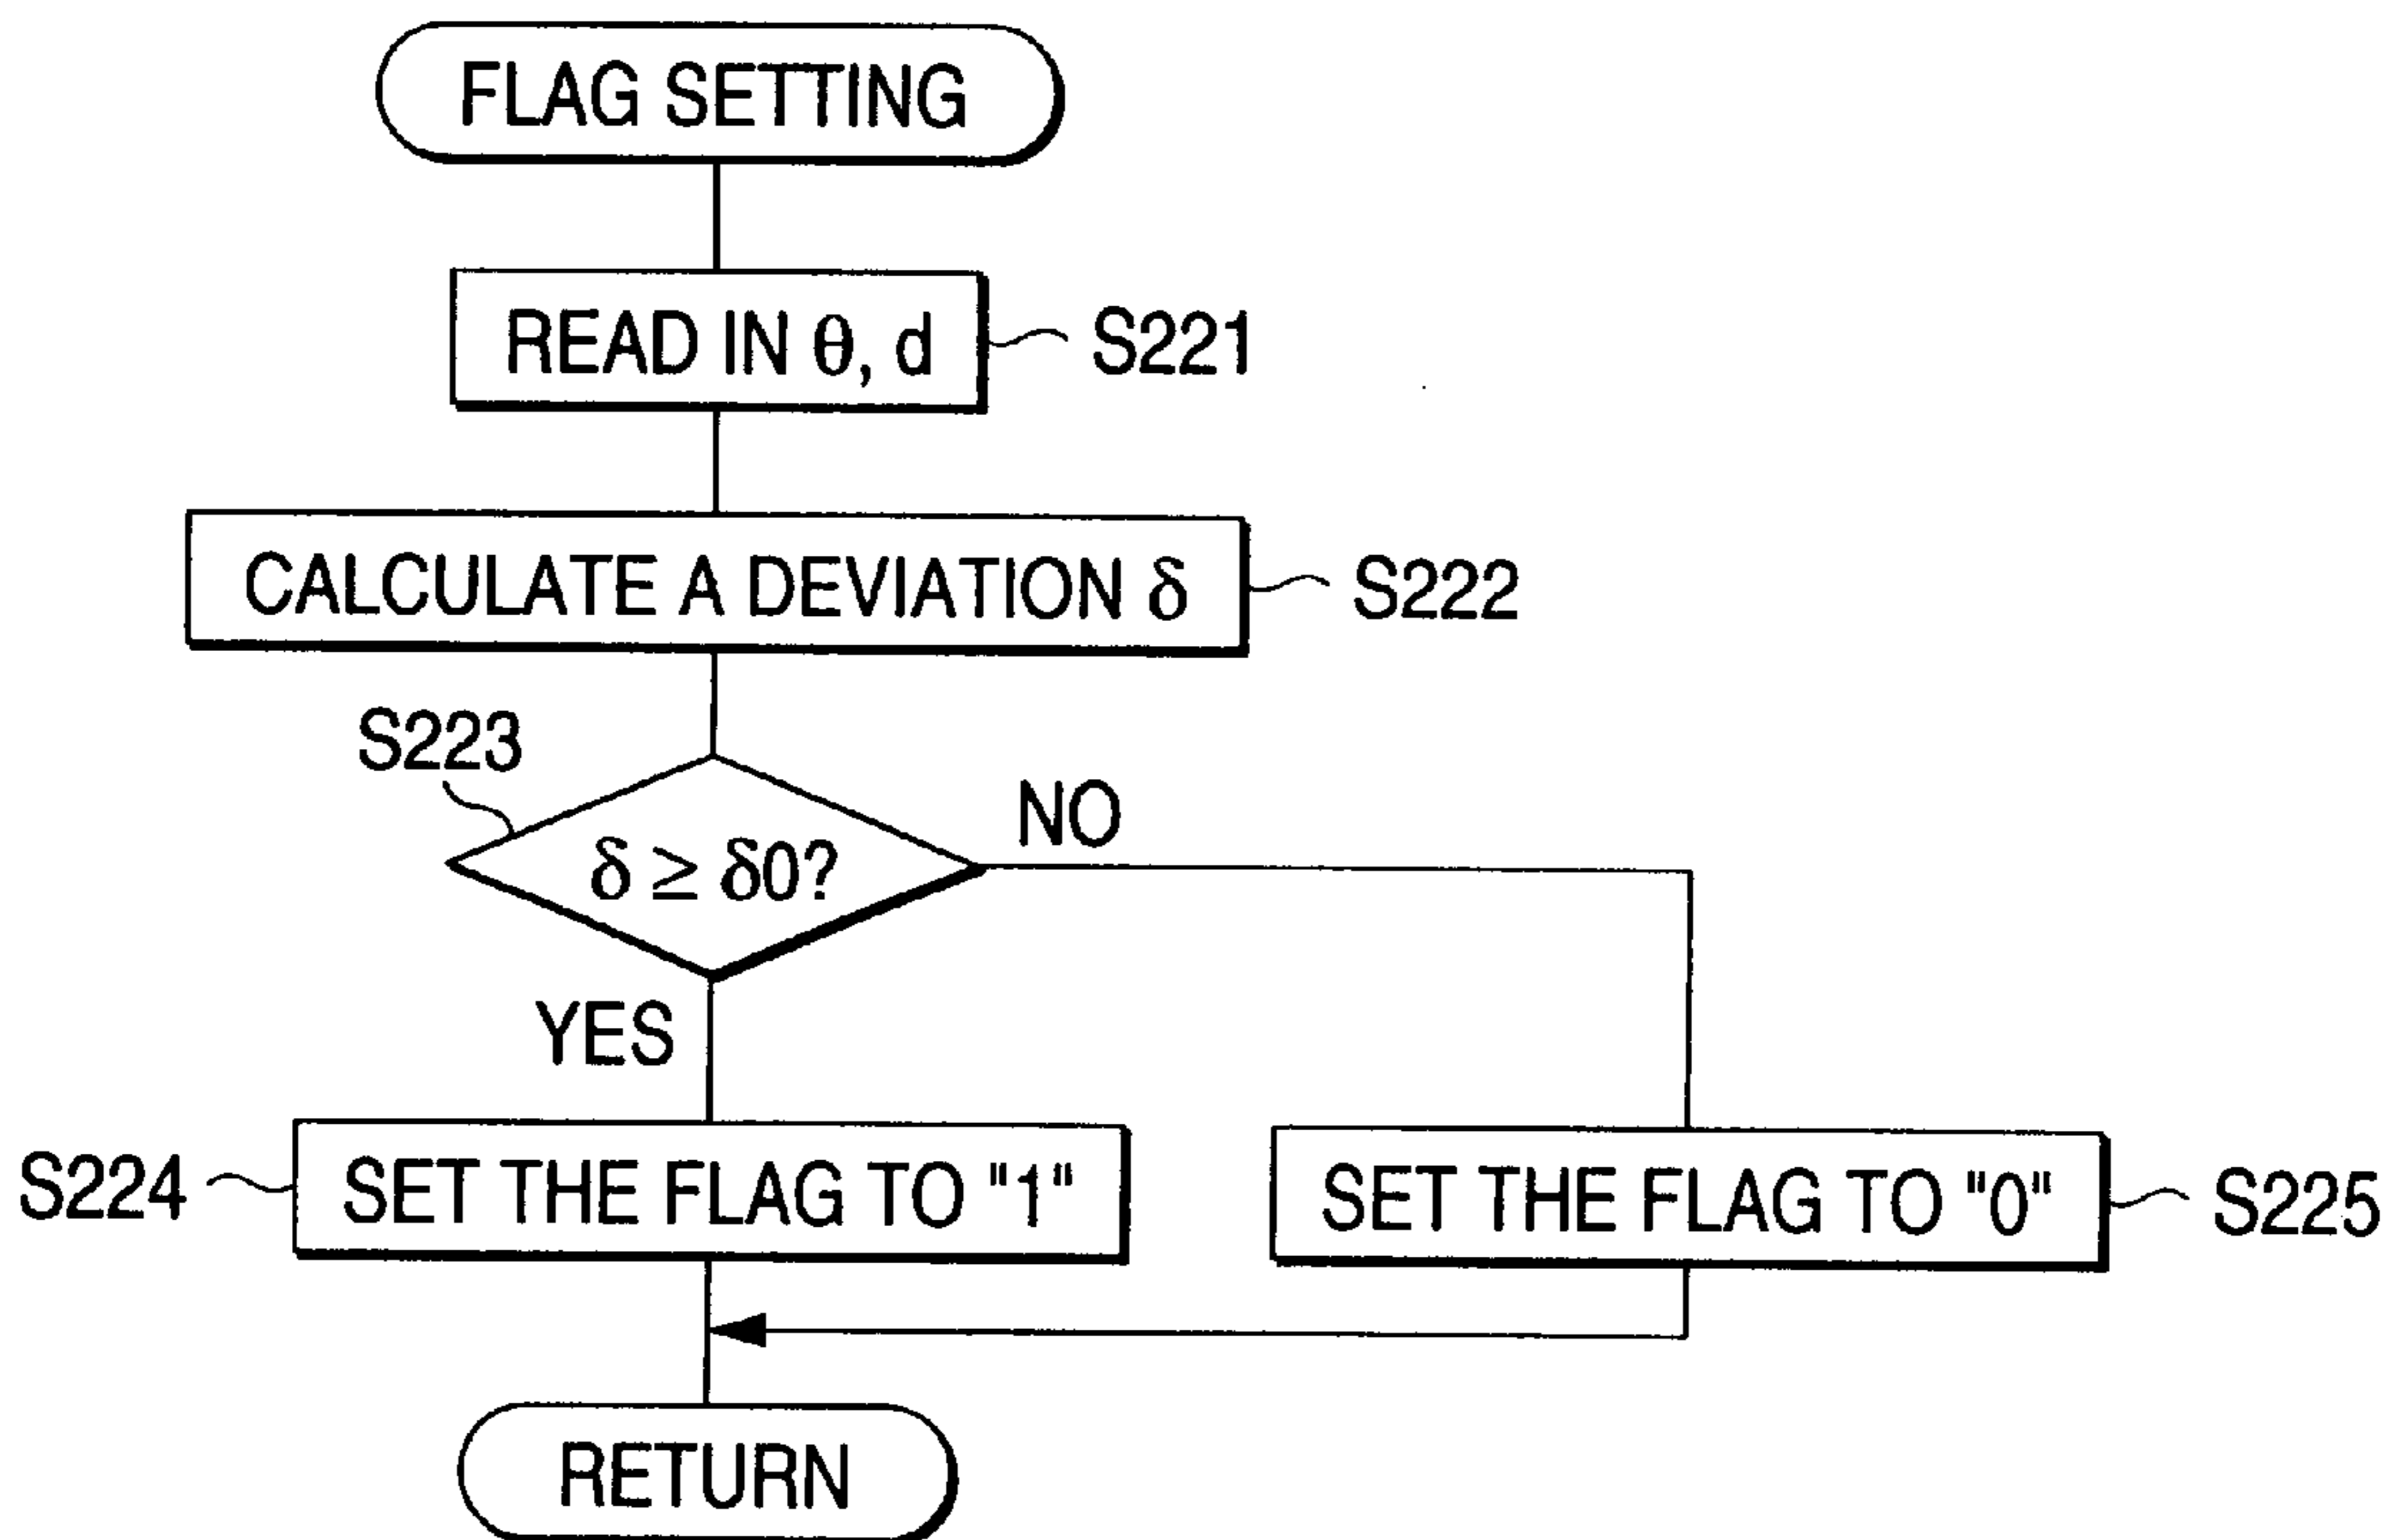 FLAG SETTING
READ IN θ, d
S221
CALCULATE A DEVIATION δ
S222
S223
δ ≥ δ0?
NO
YES
S224
SET THE FLAG TO "1"
SET THE FLAG TO "0"
S225
RETURN